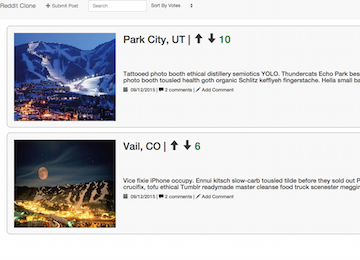 Reddit Clone + Submit Post Search Sort By Votes
Park City, UT | 10
Tattooed photo booth ethical distillery semiotics YOLO. Thundercats Echo Park bes
photo booth tousled health goth organic Schlitz keffiyeh fingerstache. Hella small ba
09/12/2015 | 2 comments | Add Comment
Vail, CO | 6
Vice fixie iPhone occupy. Ennui kitsch slow-carb tousled tilde before they sold out P
crucifix, tofu ethical Tumblr readymade master cleanse food truck scenester meggin
09/12/2015 | 2 comments | Add Comment